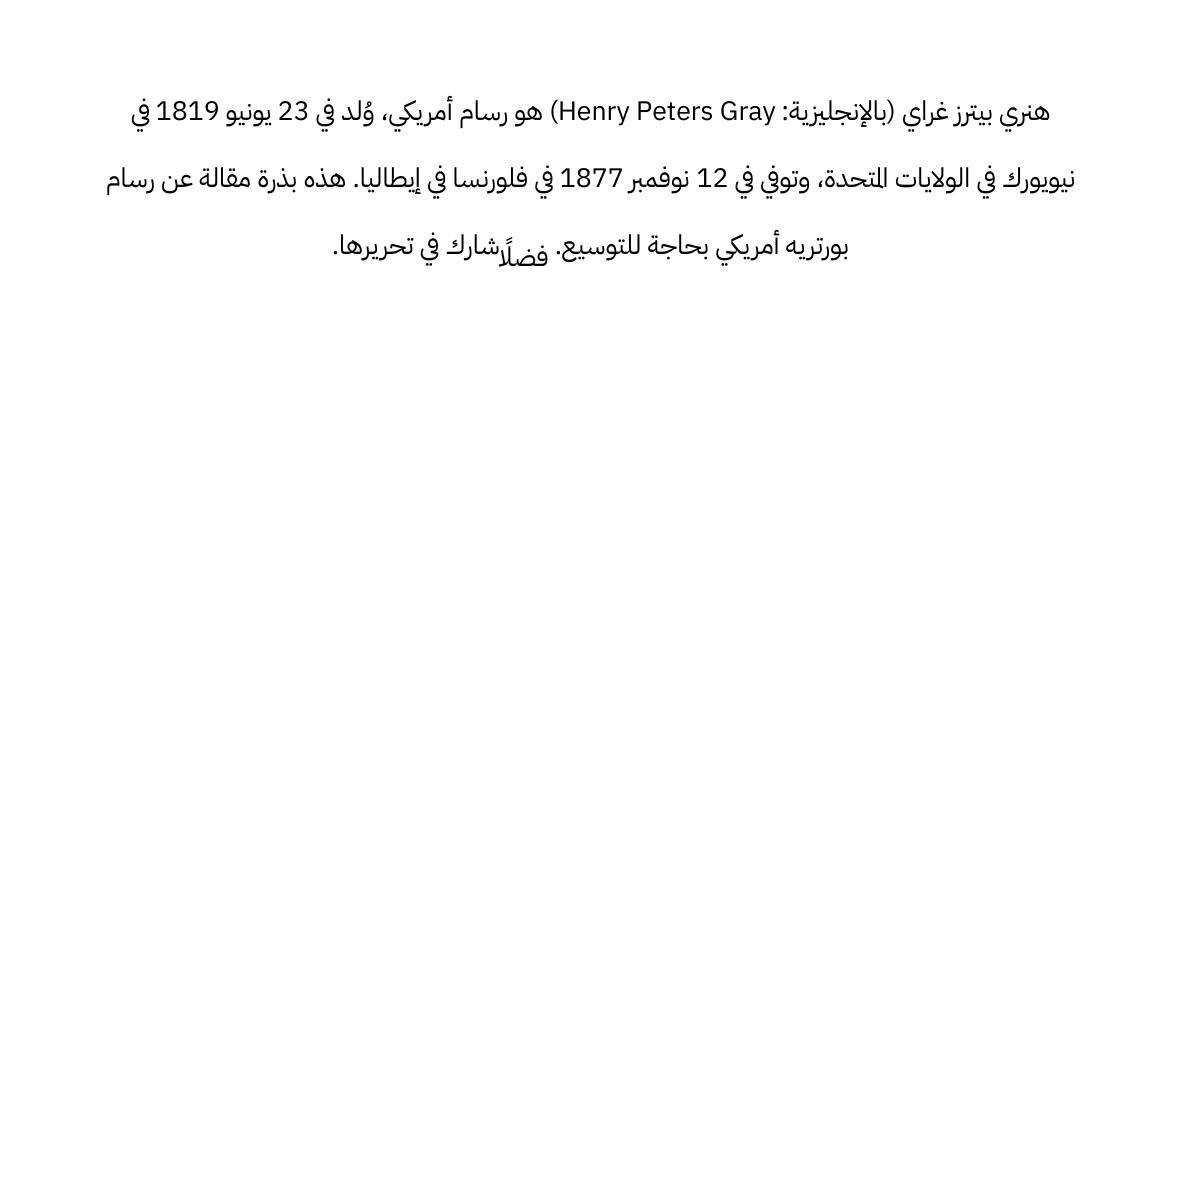 هنري بيترز غراي (بالإنجليزية: Henry Peters Gray) هو رسام أمريكي، وُلد في 23 يونيو 1819 في
نيويورك في الولايات المتحدة، وتوفي في 12 نوفمبر 1877 في فلورنسا في إيطاليا. هذه بذرة مقالة عن رسام
بورتريه أمريكي بحاجة للتوسيع. فضلًا شارك في تحريرها.